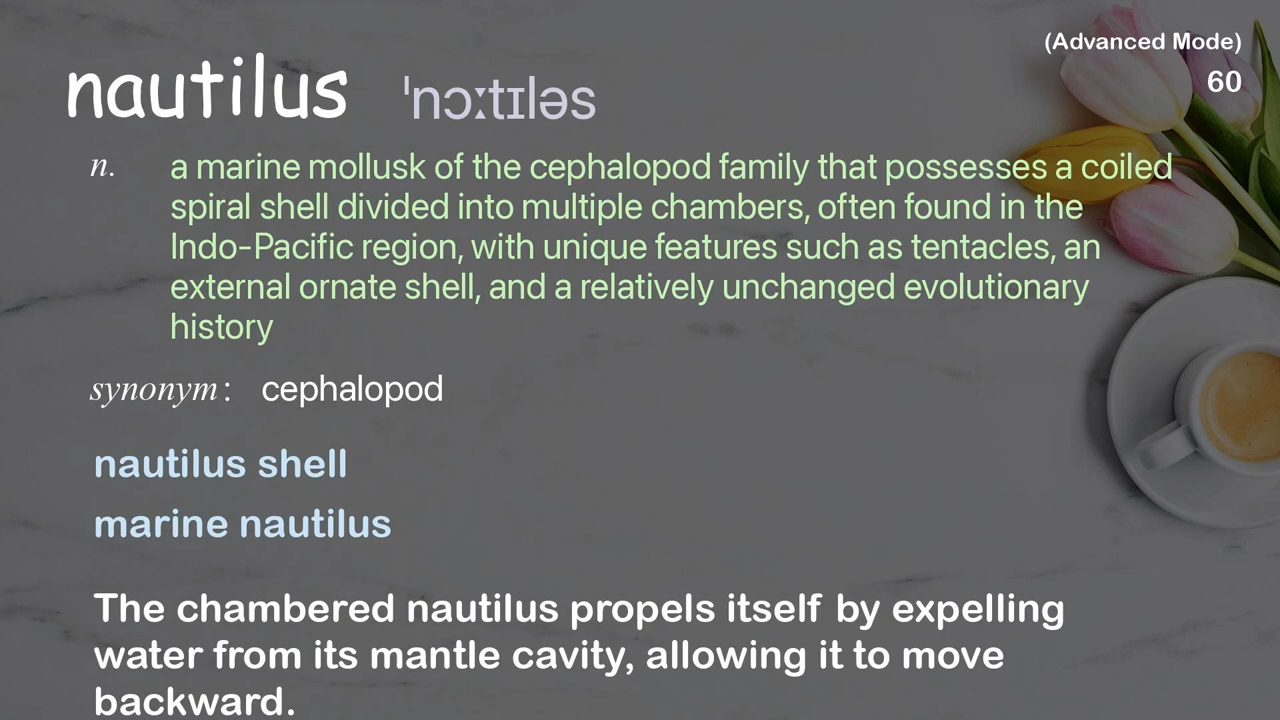 (Advanced Mode)
nautilus ˈnɔːtɪləs
60
n. a marine mollusk of the cephalopod family that possesses a coiled
spiral shell divided into multiple chambers, often found in the
Indo-Pacific region, with unique features such as tentacles, an
external ornate shell, and a relatively unchanged evolutionary
history
synonym: cephalopod
nautilus shell
marine nautilus
The chambered nautilus propels itself by expelling
water from its mantle cavity, allowing it to move
backward.